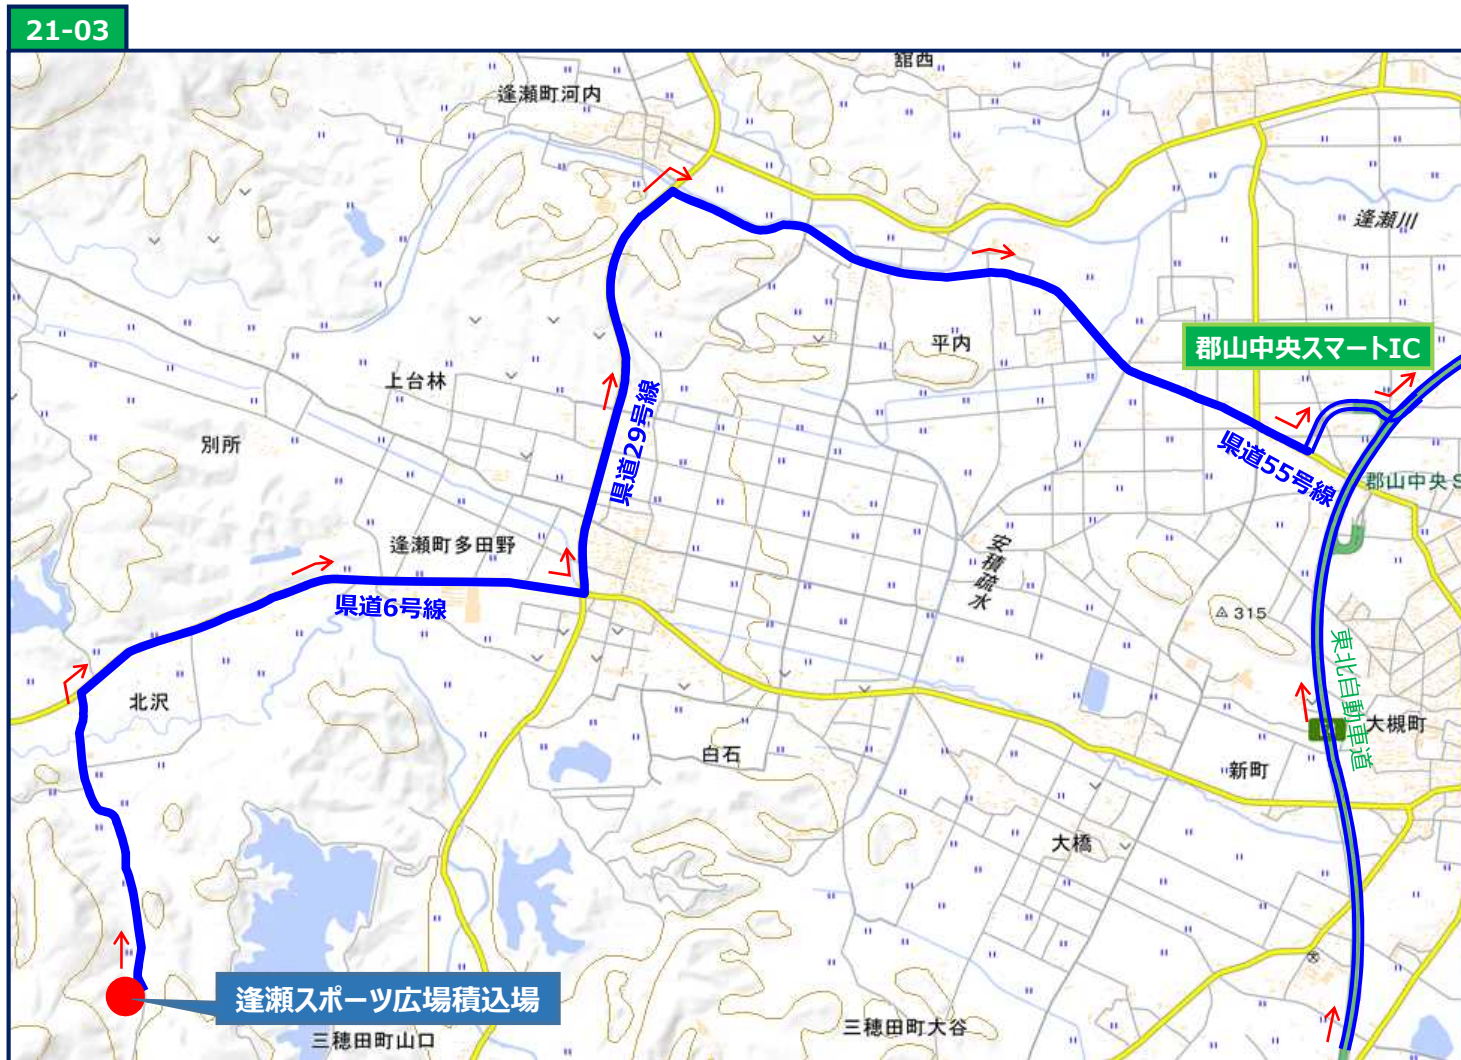 21-03
舘西
逢瀬町河内
逢瀬川
郡山中央スマートIC
平内
上台林
県道29号線
別所
県道55号線
郡山中央S
逢瀬町多田野
安積疏水
県道6号線
315
東北自動車道
北沢
大槻町
白石
新町
大橋
逢瀬スポーツ広場積込場
三穂田町大谷
三穂田町山口